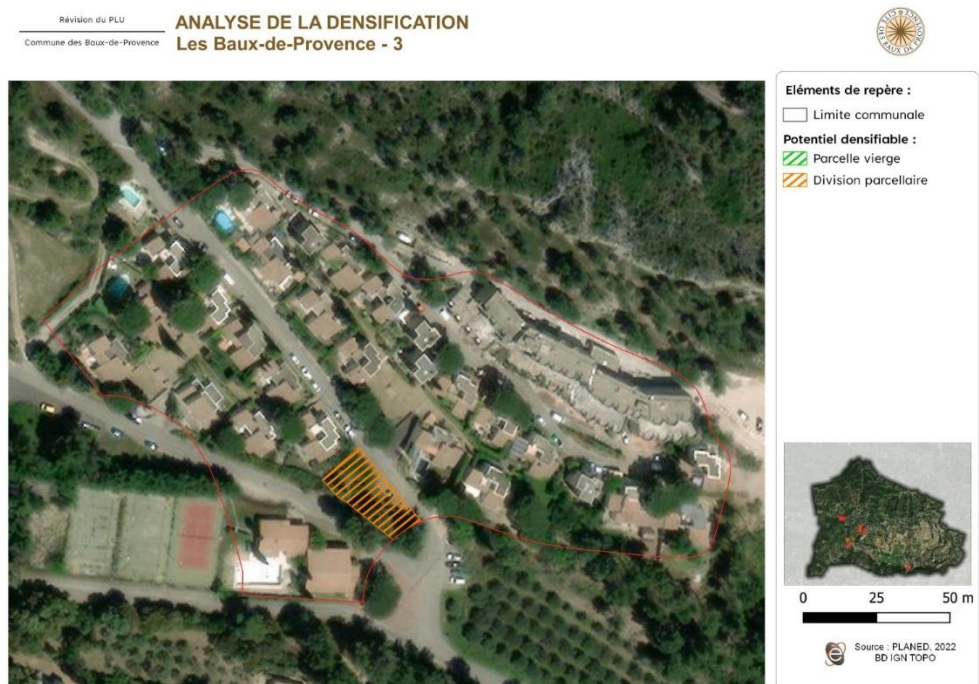 Révision du PLU
Commune des Baux-de-Provence
ANALYSE DE LA DENSIFICATION
Les Baux-de-Provence - 3
Eléments de repère :
Limite communale
Potentiel densifiable :
Parcelle vierge
Division parcellaire
0 25 50 m
Source : PLANED, 2022
BD IGN TOPO